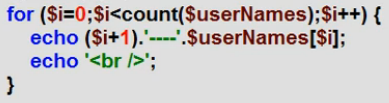 for ($i=0;$i<count($userNames);$i++) {
echo ($i+1).'----'.$userNames[$i];
echo '<br />';
}